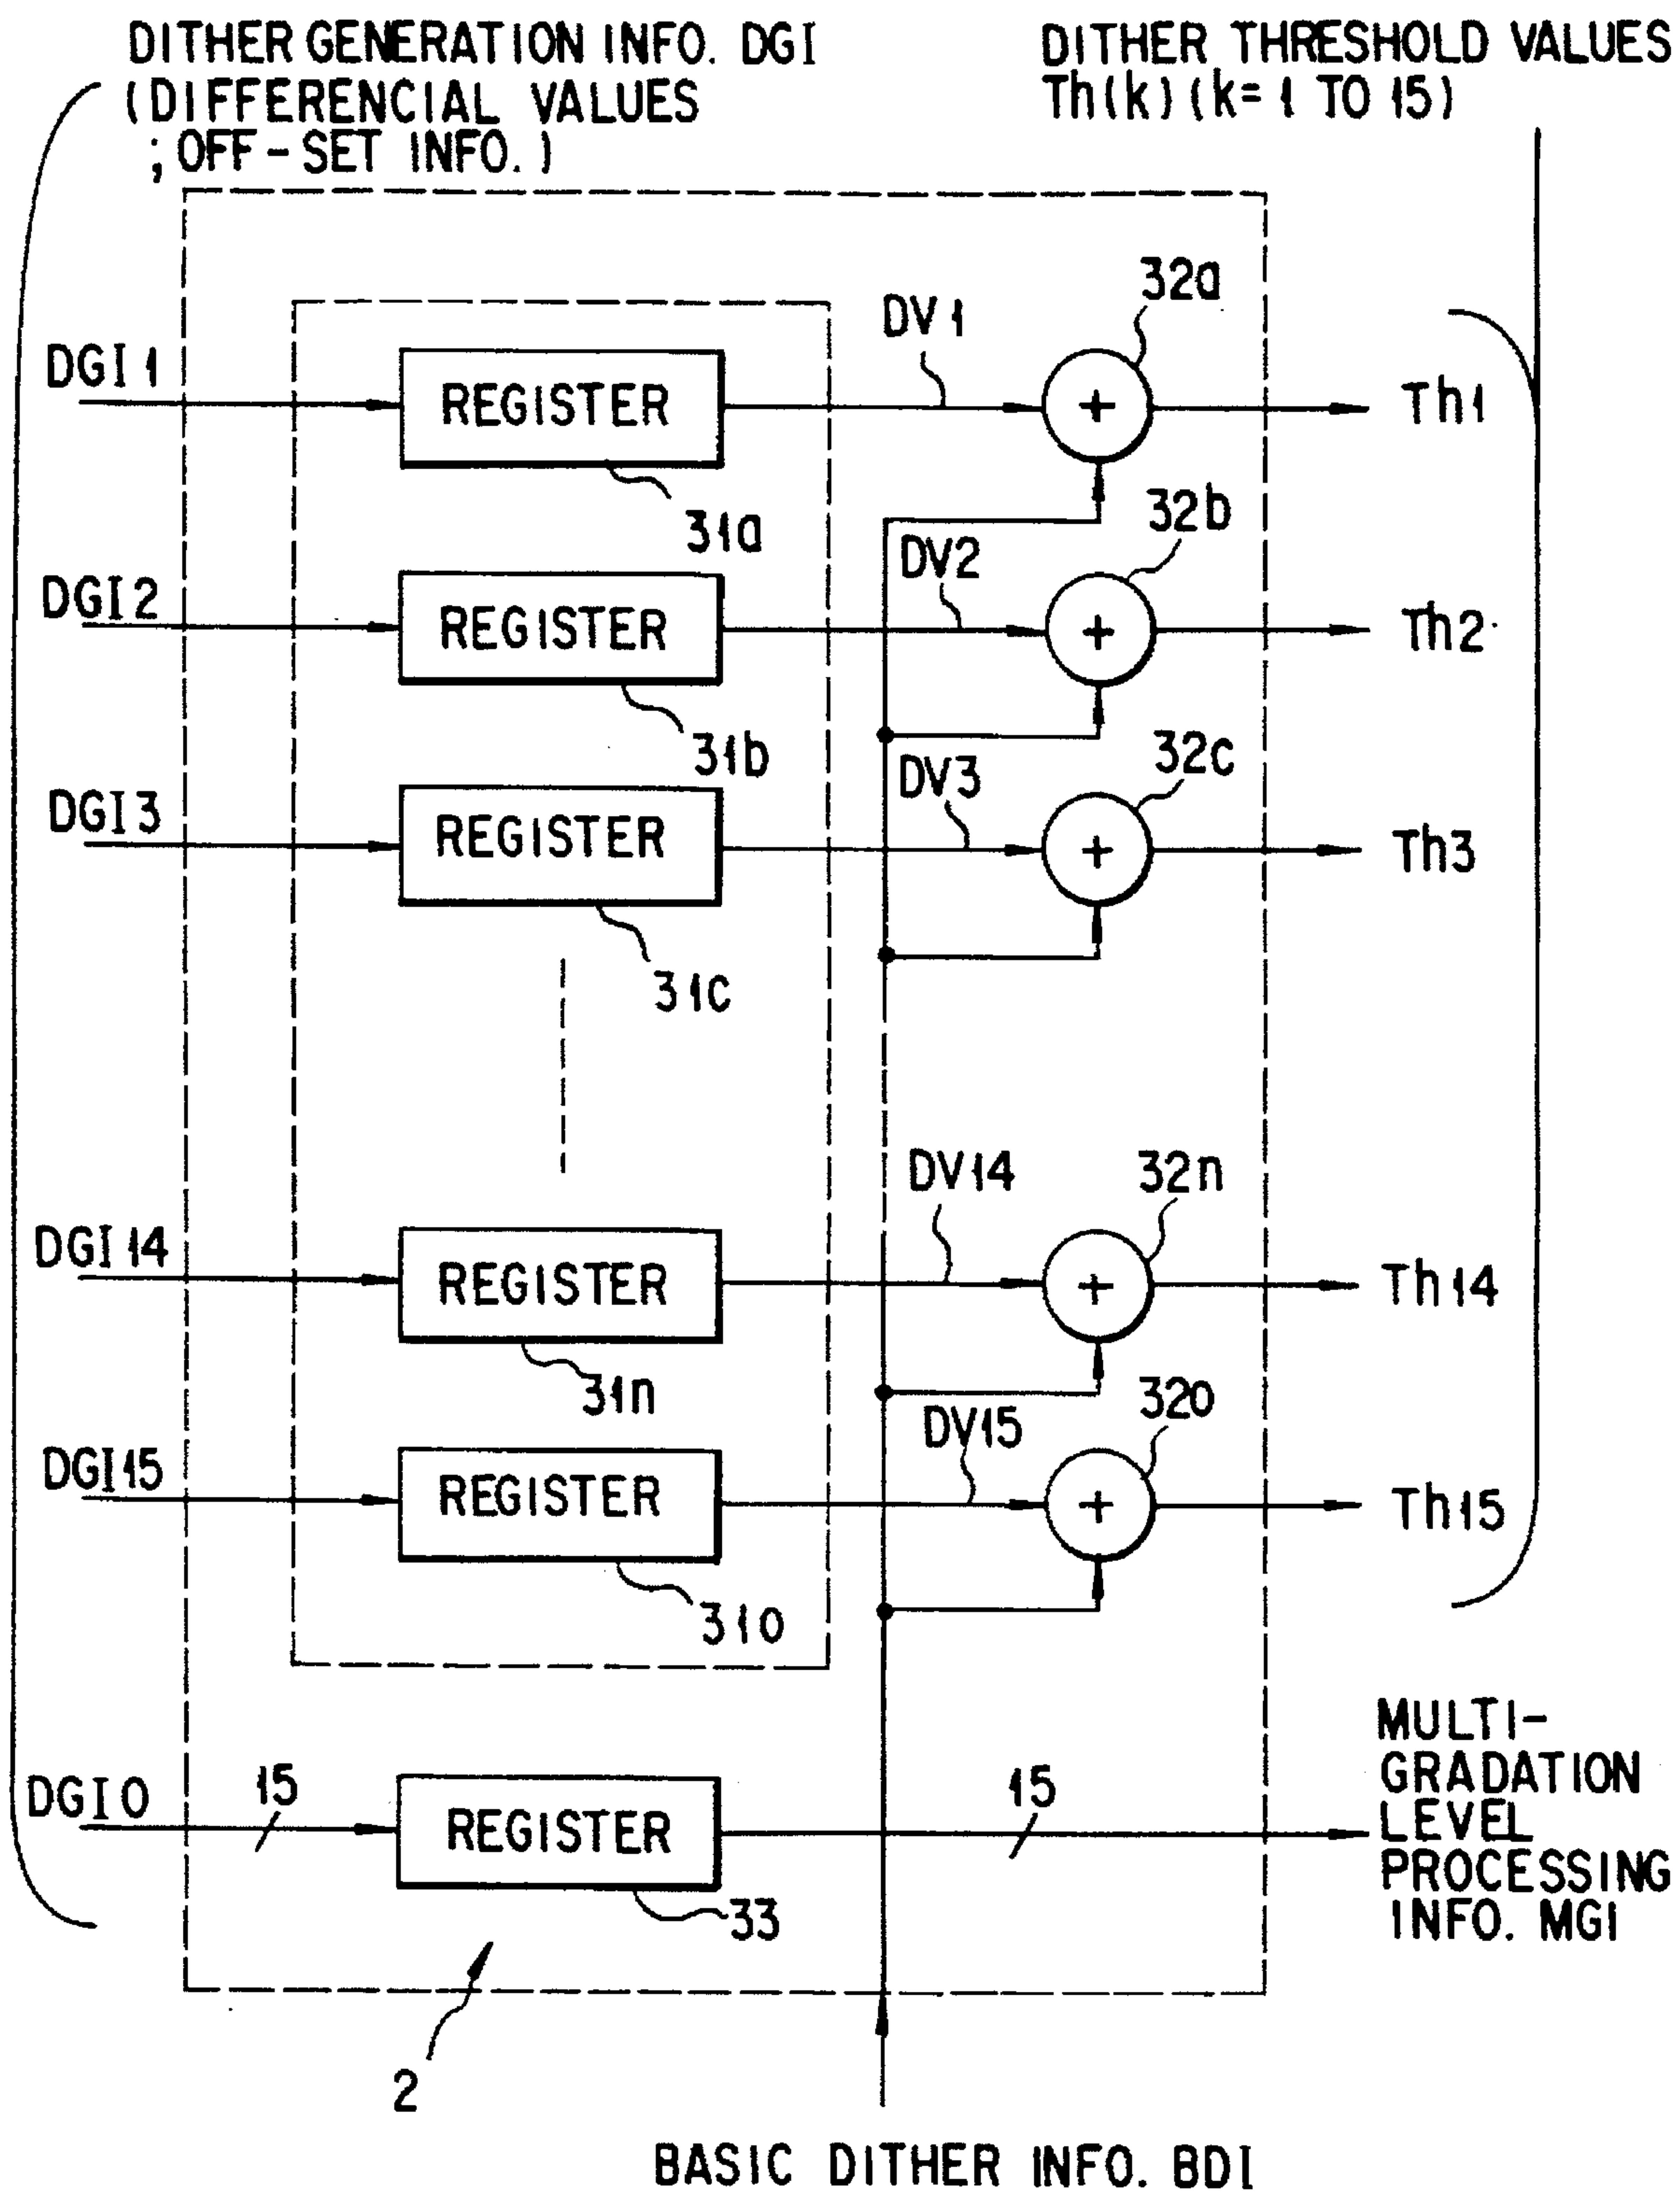 DITHER GENERATION INFO. DGI
(DIFFERENCIAL VALUES
; OFF-SET INFO.)
DITHER THRESHOLD VALUES
Th(k) (k= 1 TO 15)
32a
DV1
DGI1
REGISTER
+
Th1
31a
32b
DV2
DGI2
REGISTER
+
Th2
31b
32c
DV3
DGI3
REGISTER
+
Th3
31c
DV14
32n
DGI14
REGISTER
+
Th14
31n
32o
DV15
DGI15
REGISTER
+
Th15
31o
DGI0
15
REGISTER
15
MULTI-
GRADATION
LEVEL
PROCESSING
INFO. MGI
33
2
BASIC DITHER INFO. BDI